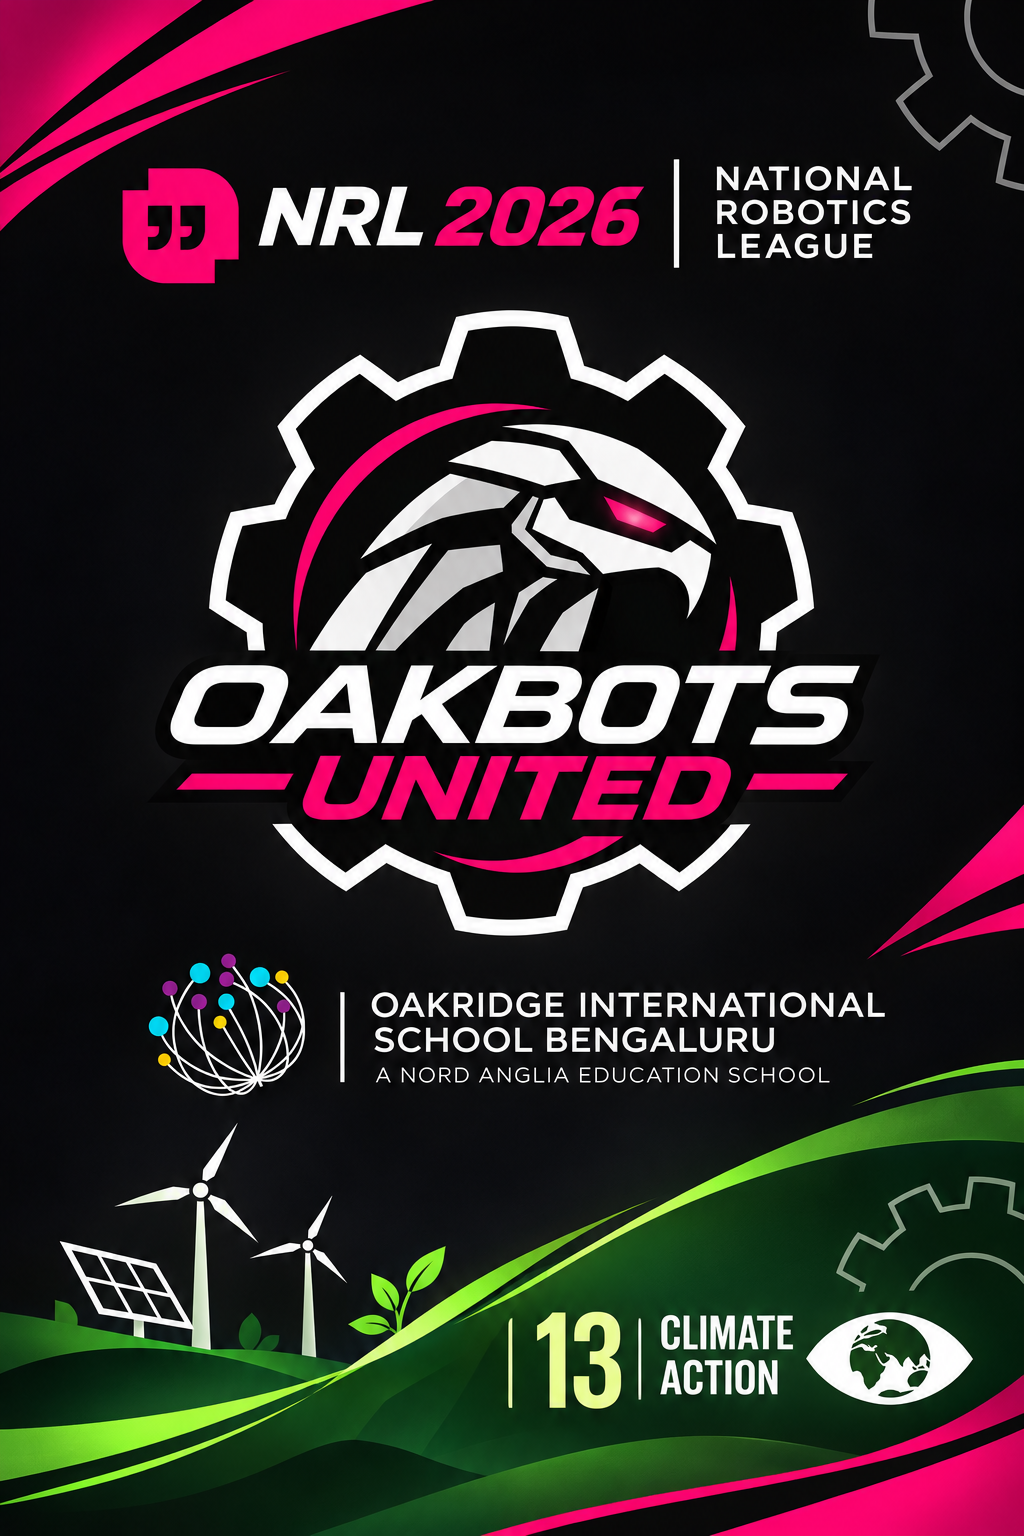 NRL 2026
NATIONAL
ROBOTICS
LEAGUE
OAKBOTS
UNITED
OAKRIDGE INTERNATIONAL
SCHOOL BENGALURU
A NORD ANGLIA EDUCATION SCHOOL
13
CLIMATE
ACTION